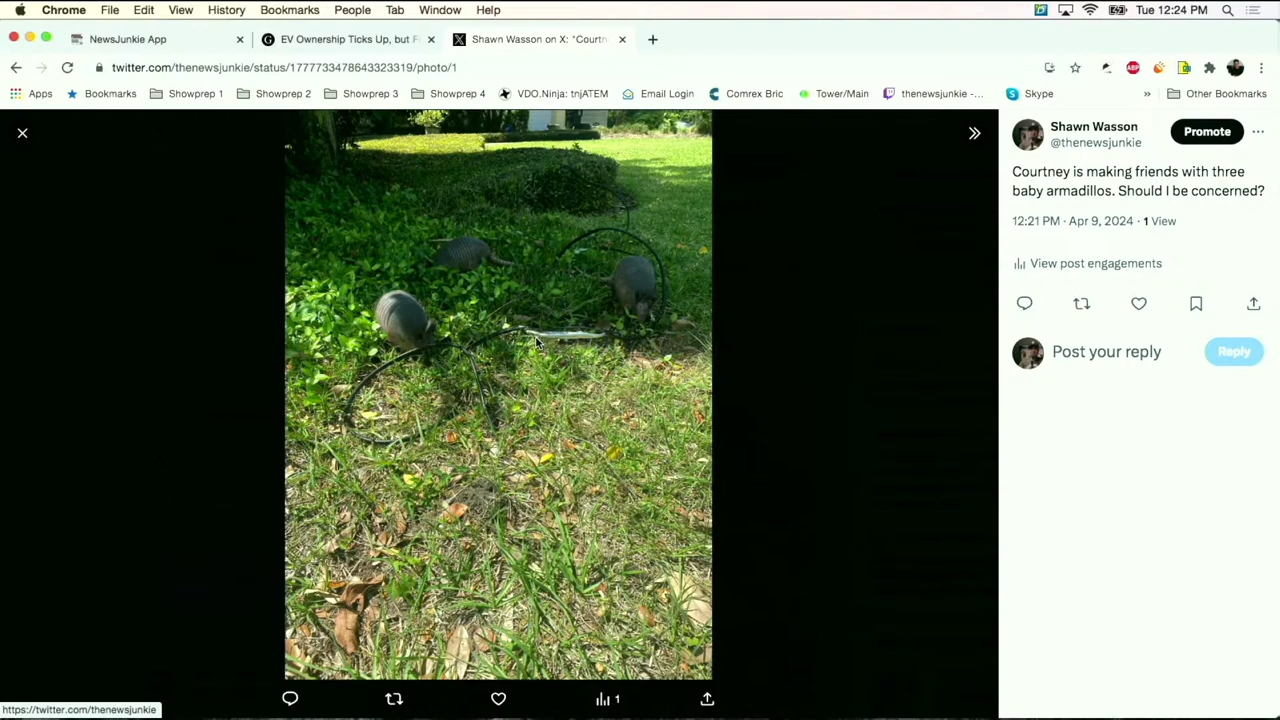 Chrome File Edit View History Bookmarks People Tab Window Help Tue 12:24 PM
NewsJunkie App EV Ownership Ticks Up, but F Shawn Wasson on X: "Courtn
twitter.com/thenewsjunkie/status/1777733478643323319/photo/1 ABP
Apps Bookmarks Showprep 1 Showprep 2 Showprep 3 Showprep 4 VDO.Ninja: tnjATEM Email Login Comrex Bric Tower/Main thenewsjunkie -... Skype » Other Bookmarks
Shawn Wasson
@thenewsjunkie
Promote
Courtney is making friends with three
baby armadillos. Should I be concerned?
12:21 PM · Apr 9, 2024 · 1 View
View post engagements
Post your reply
Reply
1
https://twitter.com/thenewsjunkie